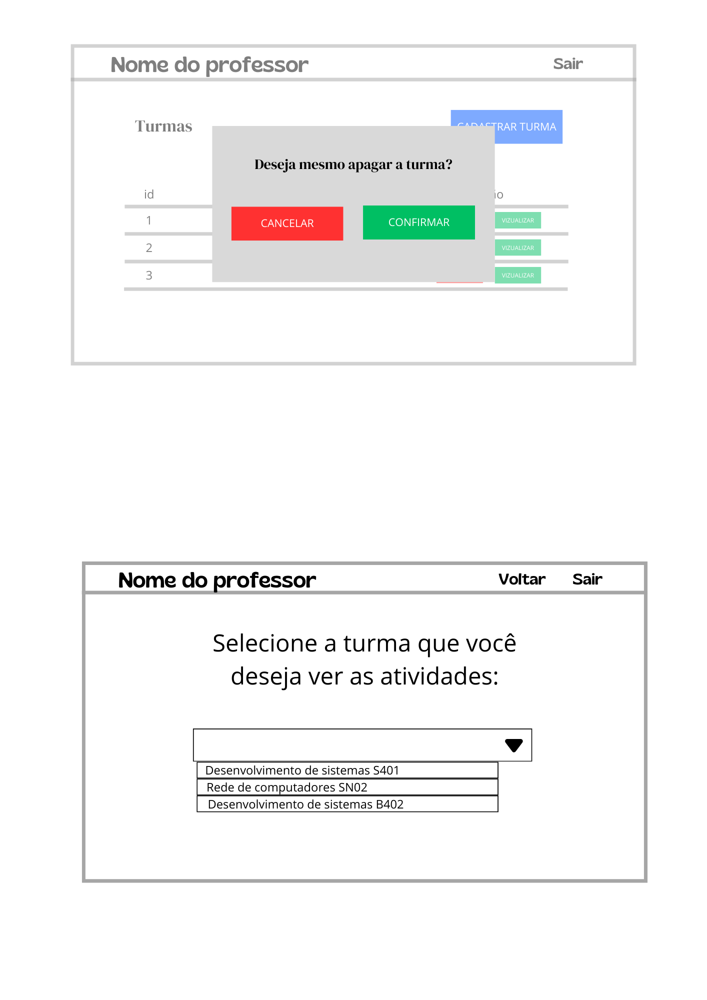 Nome do professor Sair
Turmas
CADASTRAR TURMA
Deseja mesmo apagar a turma?
id
1 CANCELAR CONFIRMAR VIZUALIZAR
2 VIZUALIZAR
3 VIZUALIZAR
Nome do professor Voltar Sair
Selecione a turma que você
deseja ver as atividades:
Desenvolvimento de sistemas S401
Rede de computadores SN02
Desenvolvimento de sistemas B402